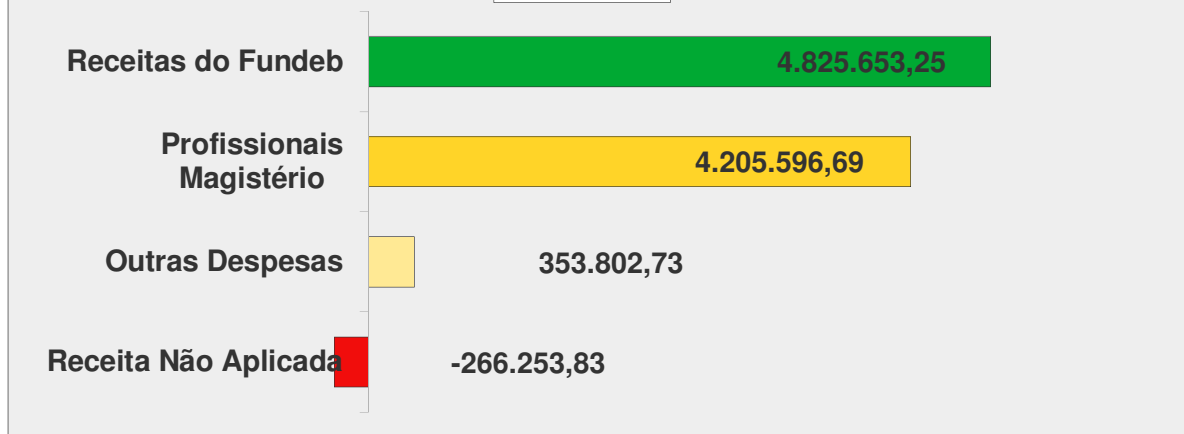 Receitas do Fundeb 4.825.653,25
Profissionais
Magistério 4.205.596,69
Outras Despesas 353.802,73
Receita Não Aplicada -266.253,83